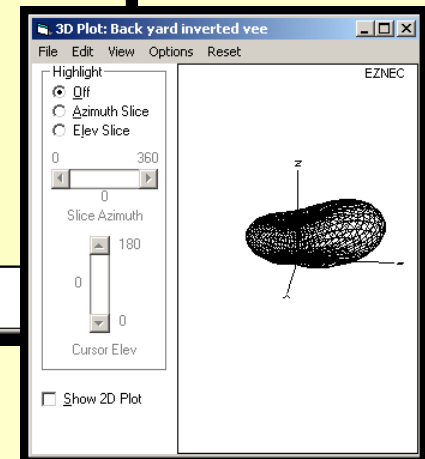 3D Plot: Back yard inverted vee
File Edit View Options Reset
Highlight
Off
Azimuth Slice
Elev Slice
0 360
0
Slice Azimuth
180
0
0
Cursor Elev
Show 2D Plot
EZNEC
Z
Y